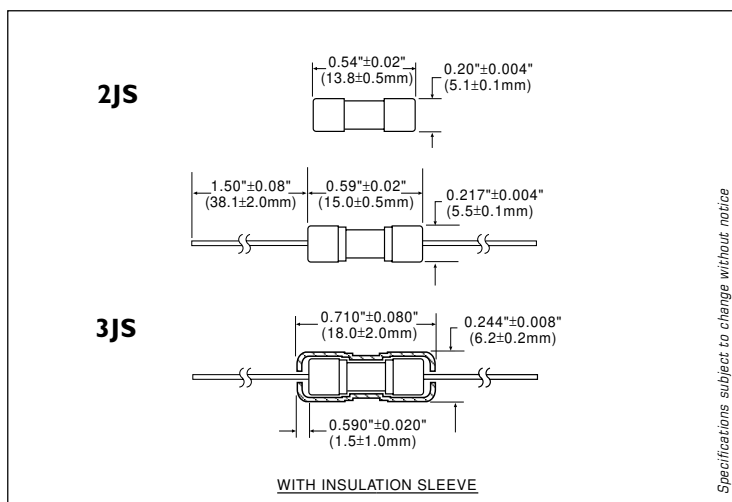 2JS
0.54"±0.02"
(13.8±0.5mm)
0.20"±0.004"
(5.1±0.1mm)
1.50"±0.08"
(38.1±2.0mm)
0.59"±0.02"
(15.0±0.5mm)
0.217"±0.004"
(5.5±0.1mm)
3JS
0.710"±0.080"
(18.0±2.0mm)
0.244"±0.008"
(6.2±0.2mm)
0.590"±0.020"
(1.5±1.0mm)
WITH INSULATION SLEEVE
Specifications subject to change without notice